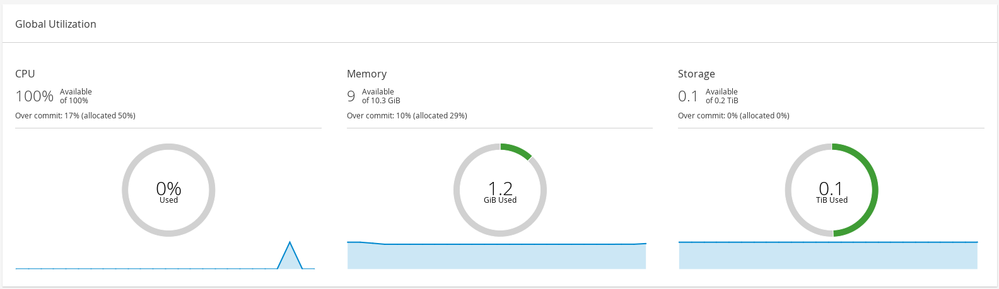 Global Utilization
CPU
100%
Available
of 100%
Over commit: 17% (allocated 50%)
0%
Used
Memory
9
Available
of 10.3 GiB
Over commit: 10% (allocated 29%)
1.2
GiB Used
Storage
0.1
Available
of 0.2 TiB
Over commit: 0% (allocated 0%)
0.1
TiB Used